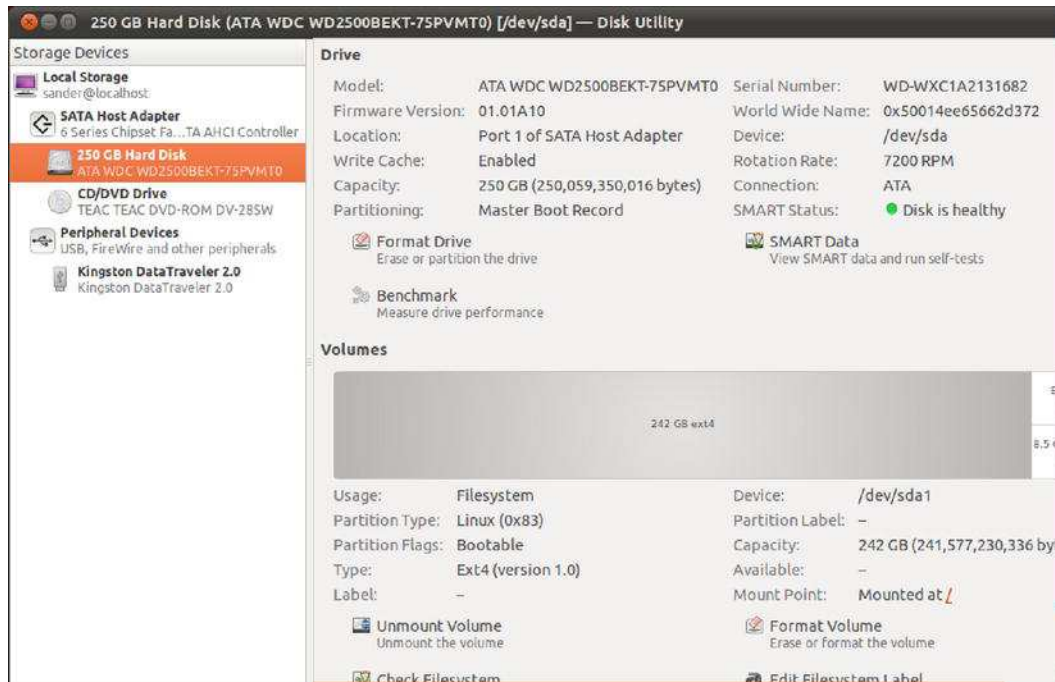 250 GB Hard Disk (ATA WDC WD2500BEKT-75PVMT0) [/dev/sda] — Disk Utility
Storage Devices
Local Storage
sander@localhost
SATA Host Adapter
6 Series Chipset Fa...TA AHCI Controller
250 GB Hard Disk
ATA WDC WD2500BEKT-75PVMT0
CD/DVD Drive
TEAC TEAC DVD-ROM DV-28SW
Peripheral Devices
USB, FireWire and other peripherals
Kingston DataTraveler 2.0
Kingston DataTraveler 2.0
Drive
Model: ATA WDC WD2500BEKT-75PVMT0 Serial Number: WD-WXC1A2131682
Firmware Version: 01.01A10 World Wide Name: 0x50014ee65662d372
Location: Port 1 of SATA Host Adapter Device: /dev/sda
Write Cache: Enabled Rotation Rate: 7200 RPM
Capacity: 250 GB (250,059,350,016 bytes) Connection: ATA
Partitioning: Master Boot Record SMART Status: Disk is healthy
Format Drive SMART Data
Erase or partition the drive View SMART data and run self-tests
Benchmark
Measure drive performance
Volumes
242 GB ext4
8.5
Usage: Filesystem Device: /dev/sda1
Partition Type: Linux (0x83) Partition Label: –
Partition Flags: Bootable Capacity: 242 GB (241,577,230,336 by
Type: Ext4 (version 1.0) Available: –
Label: – Mount Point: Mounted at /
Unmount Volume Format Volume
Unmount the volume Erase or format the volume
Check Filesystem Edit Filesystem Label